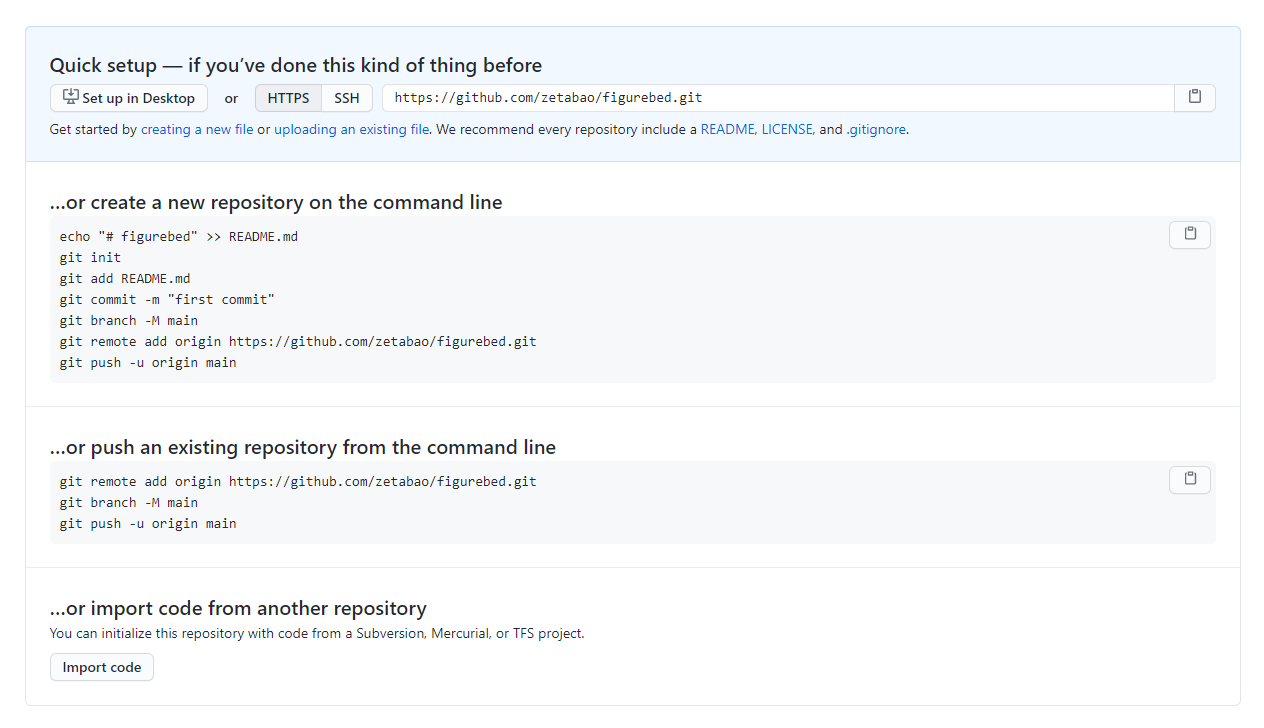 Quick setup — if you’ve done this kind of thing before
Set up in Desktop or HTTPS SSH https://github.com/zetabao/figurebed.git
Get started by creating a new file or uploading an existing file. We recommend every repository include a README, LICENSE, and .gitignore.
…or create a new repository on the command line
echo "# figurebed" >> README.md
git init
git add README.md
git commit -m "first commit"
git branch -M main
git remote add origin https://github.com/zetabao/figurebed.git
git push -u origin main
…or push an existing repository from the command line
git remote add origin https://github.com/zetabao/figurebed.git
git branch -M main
git push -u origin main
…or import code from another repository
You can initialize this repository with code from a Subversion, Mercurial, or TFS project.
Import code